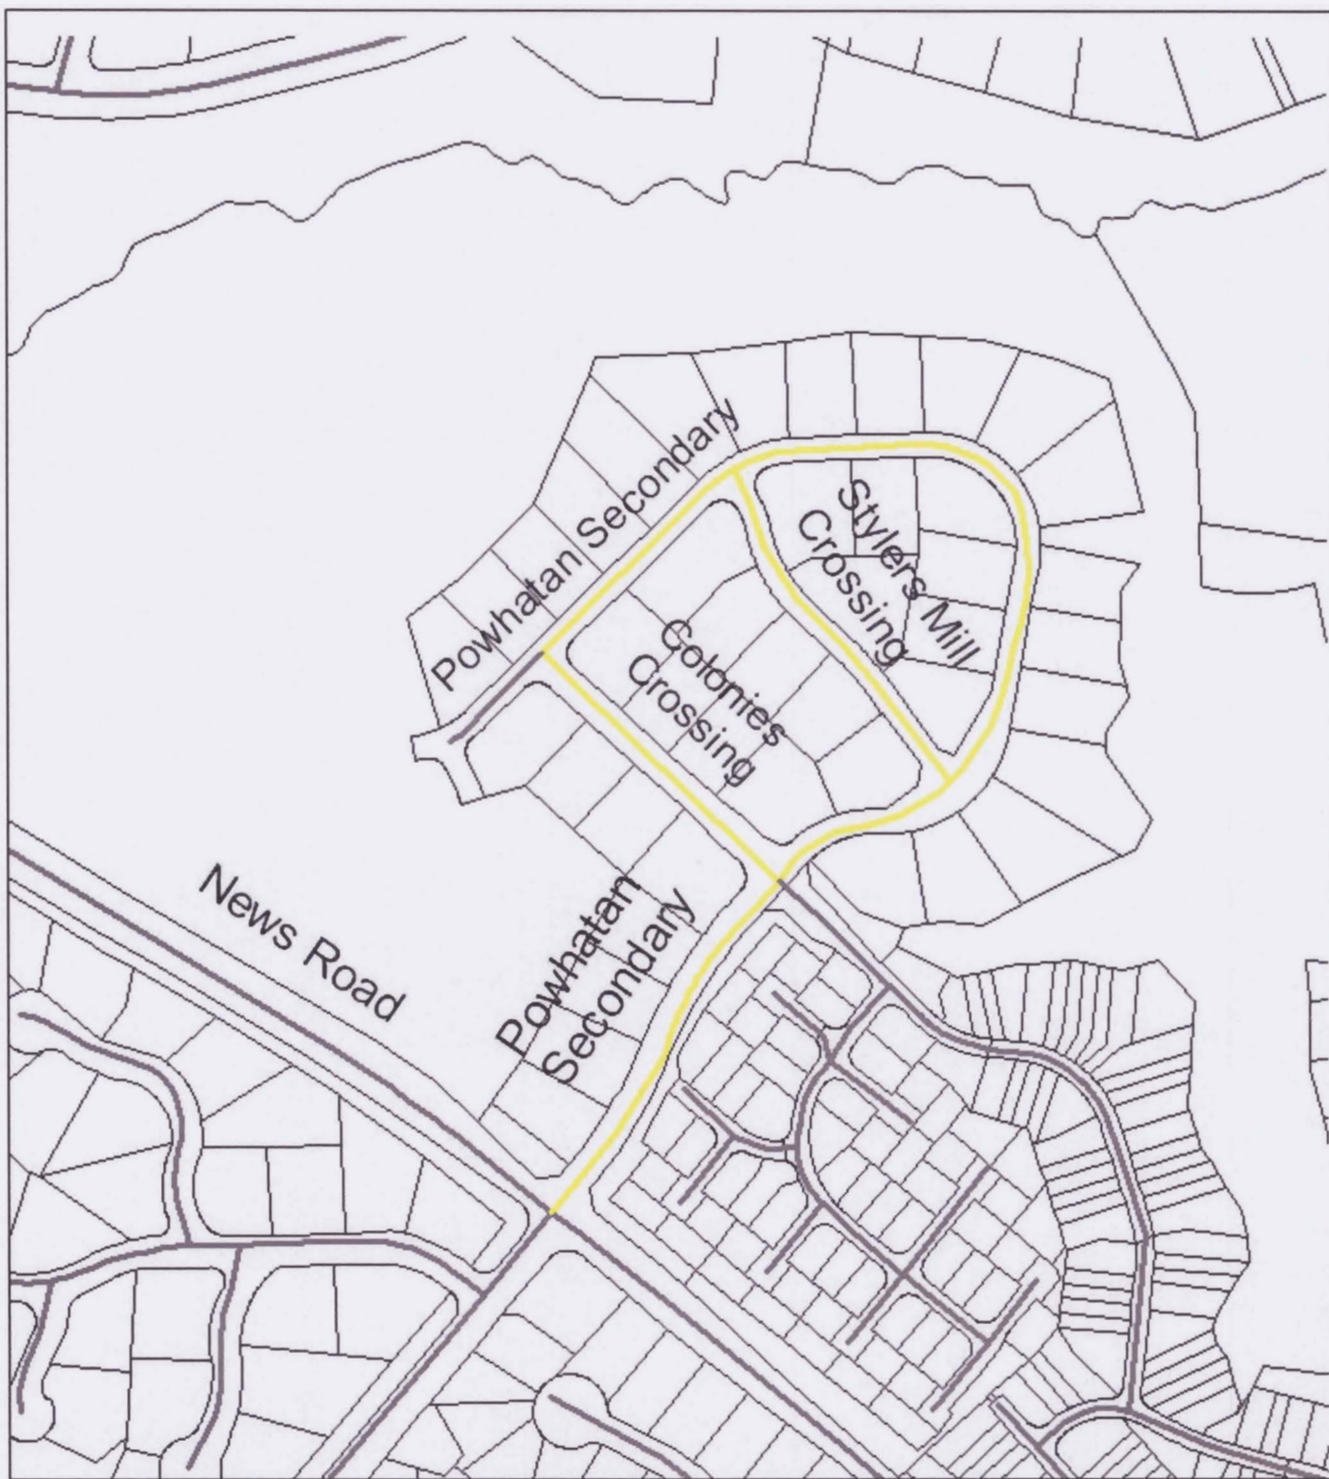 Powhatan Secondary
Stylers Mill
Crossing
Colonies
Crossing
Powhatan
Secondary
News Road